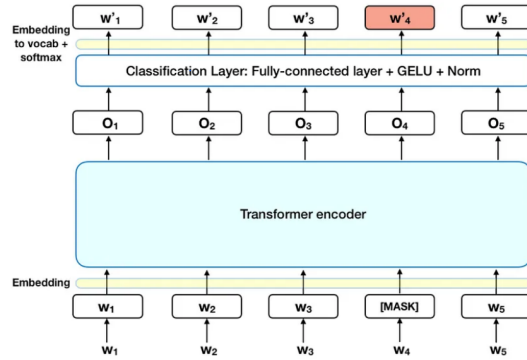 Embedding to vocab + softmax
w'₁ w'₂ w'₃ w'₄ w'₅
Classification Layer: Fully-connected layer + GELU + Norm
O₁ O₂ O₃ O₄ O₅
Transformer encoder
Embedding
w₁ w₂ w₃ [MASK] w₅
w₁ w₂ w₃ w₄ w₅